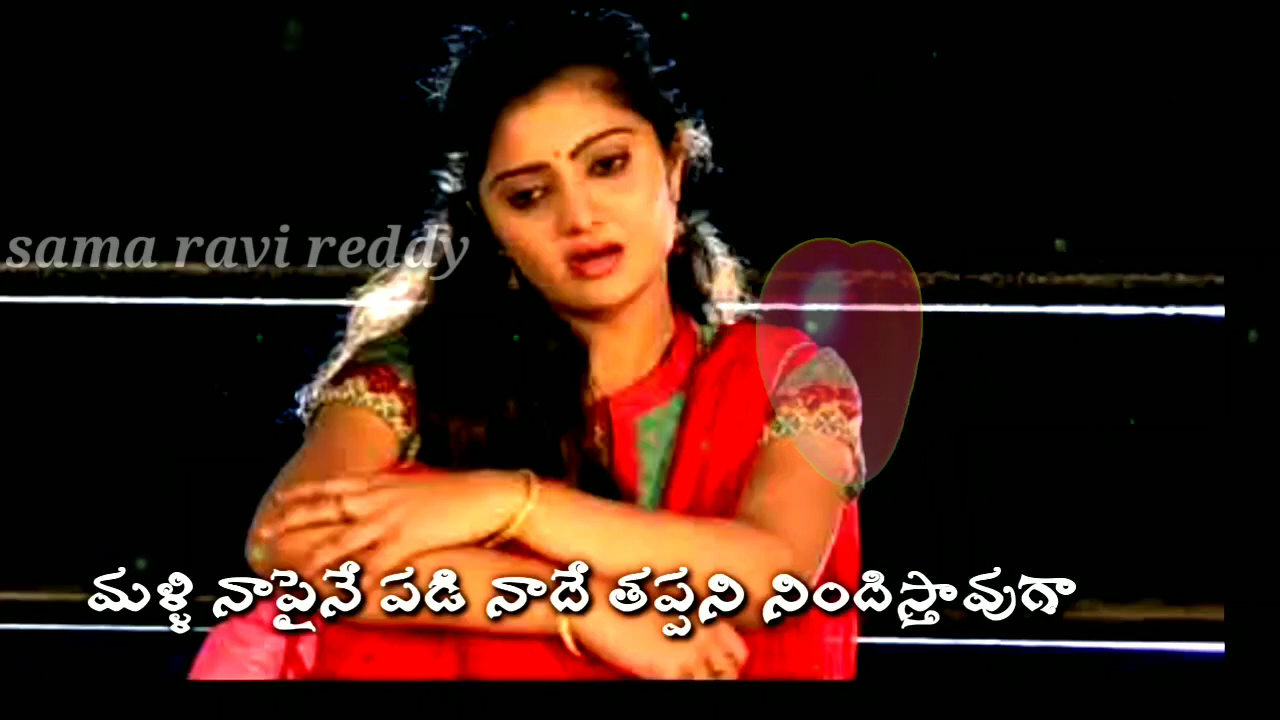 sama ravi reddy
మళ్ళి నాపైనే పడి నాదే తప్పని నిందిస్తావుగా